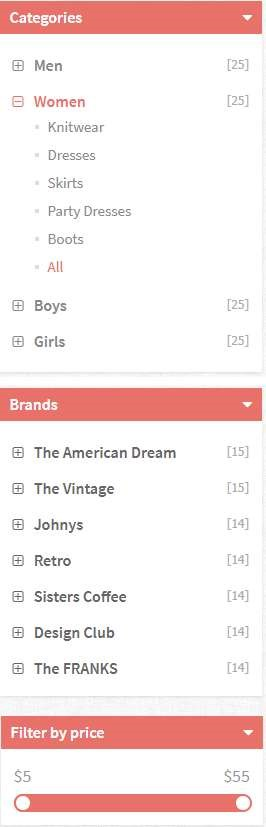 Categories
Men [25]
Women [25]
Knitwear
Dresses
Skirts
Party Dresses
Boots
All
Boys [25]
Girls [25]
Brands
The American Dream [15]
The Vintage [15]
Johnys [14]
Retro [14]
Sisters Coffee [14]
Design Club [14]
The FRANKS [14]
Filter by price
$5 $55